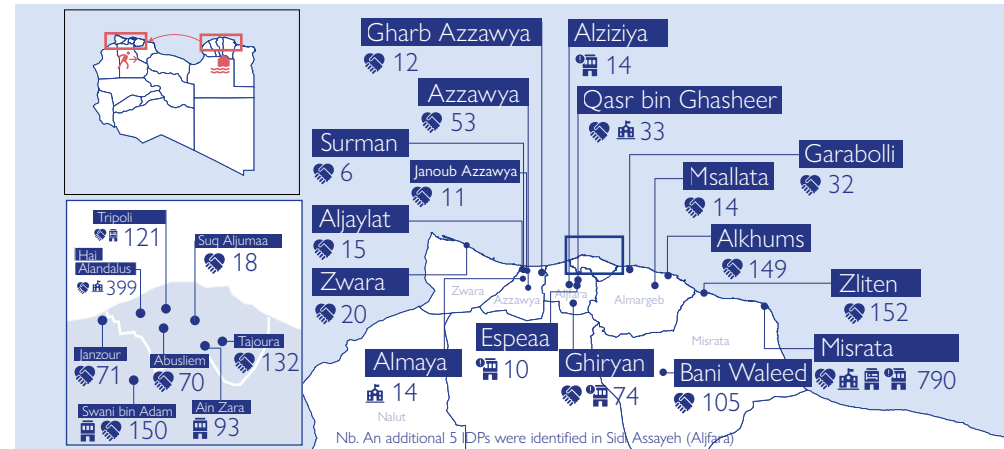 Gharb Azzawya
12
Alziziya
14
Azzawya
53
Qasr bin Ghasheer
33
Surman
6
Janoub Azzawya
11
Garabolli
32
Msallata
14
Aljaylat
15
Alkhums
149
Zwara
20
Zliten
152
Espeaa
10
Almaya
14
Ghiryan
74
Bani Waleed
105
Misrata
790
Zwara
Azzawya
Aljfara
Almargeb
Misrata
Nalut
Tripoli
121
Suq Aljumaa
18
Hai
Alandalus
399
Janzour
71
Abusliem
70
Tajoura
132
Swani bin Adam
150
Ain Zara
93
Nb. An additional 5 IDPs were identified in Sidi Assayeh (Aljfara)